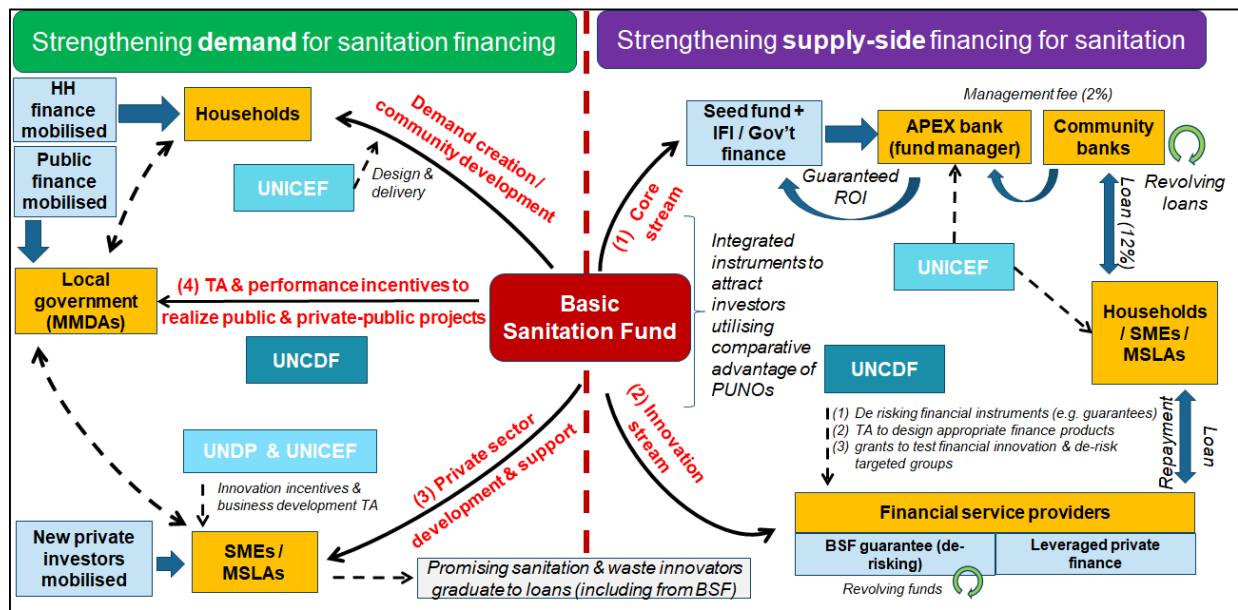 Strengthening demand for sanitation financing
Strengthening supply-side financing for sanitation
HH
finance
mobilised
Households
Public
finance
mobilised
UNICEF
Design &
delivery
Demand creation /
community development
Local
government
(MMDAs)
(4) TA & performance incentives to
realize public & private-public projects
UNCDF
UNDP & UNICEF
Innovation incentives &
business development TA
New private
investors
mobilised
SMEs /
MSLAs
(3) Private sector
development & support
Promising sanitation & waste innovators
graduate to loans (including from BSF)
Basic
Sanitation Fund
(1) Core
stream
(2) Innovation
stream
Integrated
instruments to
attract
investors
utilising
comparative
advantage of
PUNOs
Seed fund +
IFI / Gov't
finance
Management fee (2%)
APEX bank
(fund manager)
Community
banks
Guaranteed
ROI
Revolving
loans
Loan (12%)
UNICEF
Households
/ SMEs /
MSLAs
UNCDF
(1) De risking financial instruments (e.g. guarantees)
(2) TA to design appropriate finance products
(3) grants to test financial innovation & de-risk
targeted groups
Repayment
Loan
Financial service providers
BSF guarantee (de-
risking)
Leveraged private
finance
Revolving funds